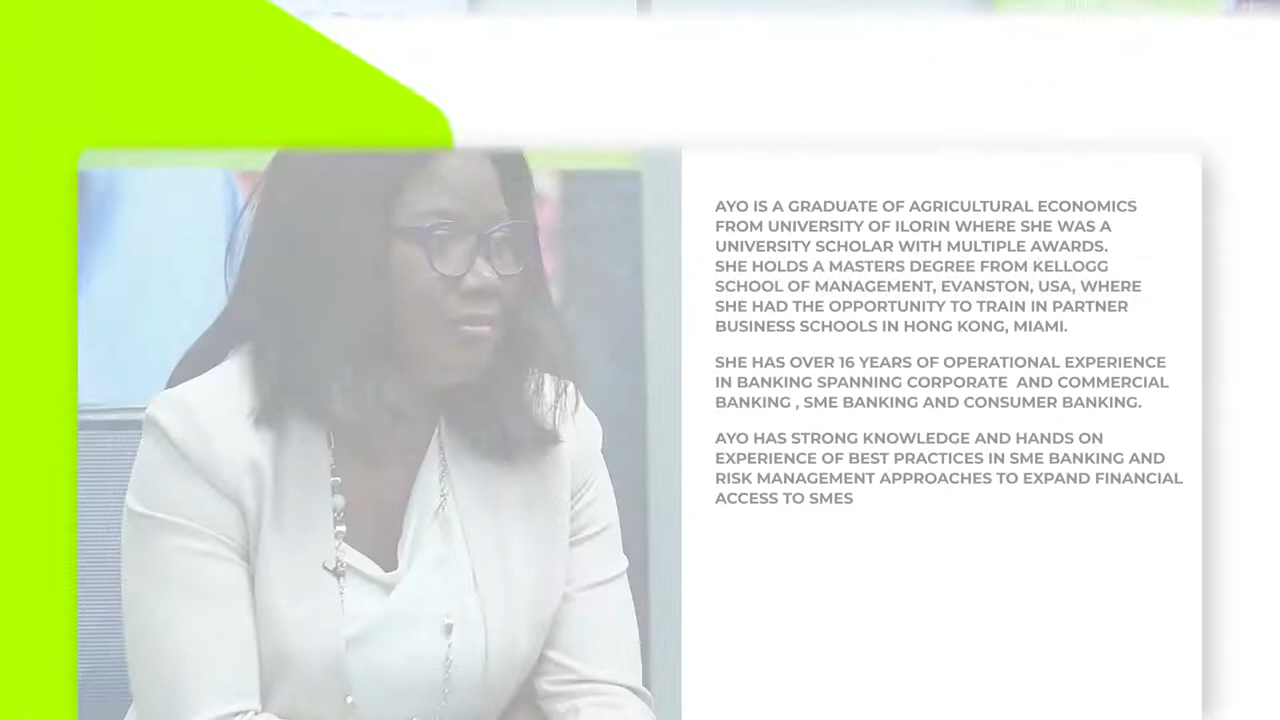 AYO IS A GRADUATE OF AGRICULTURAL ECONOMICS
FROM UNIVERSITY OF ILORIN WHERE SHE WAS A
UNIVERSITY SCHOLAR WITH MULTIPLE AWARDS.
SHE HOLDS A MASTERS DEGREE FROM KELLOGG
SCHOOL OF MANAGEMENT, EVANSTON, USA, WHERE
SHE HAD THE OPPORTUNITY TO TRAIN IN PARTNER
BUSINESS SCHOOLS IN HONG KONG, MIAMI.
SHE HAS OVER 16 YEARS OF OPERATIONAL EXPERIENCE
IN BANKING SPANNING CORPORATE  AND COMMERCIAL
BANKING , SME BANKING AND CONSUMER BANKING.
AYO HAS STRONG KNOWLEDGE AND HANDS ON
EXPERIENCE OF BEST PRACTICES IN SME BANKING AND
RISK MANAGEMENT APPROACHES TO EXPAND FINANCIAL
ACCESS TO SMES